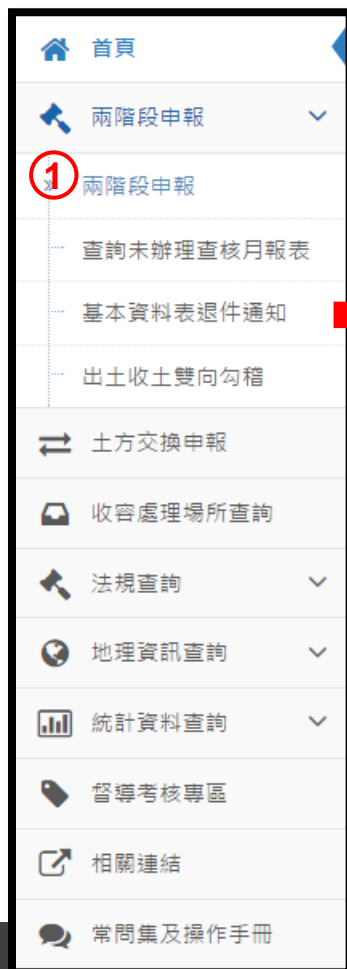 首頁
兩階段申報
1 兩階段申報
查詢未辦理查核月報表
基本資料表退件通知
出土收土雙向勾稽
土方交換申報
收容處理場所查詢
法規查詢
地理資訊查詢
統計資料查詢
督導考核專區
相關連結
常問集及操作手冊